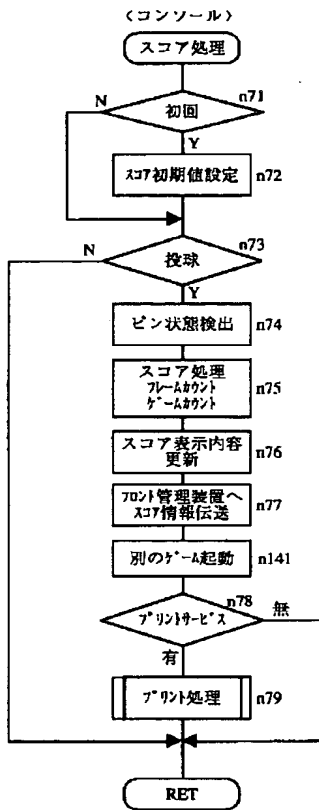 〈コンソール〉
スコア処理
n71
N
初回
Y
スコア初期値設定
n72
n73
N
投球
Y
ピン状態検出
n74
スコア処理
フレームカウント
ゲームカウント
n75
スコア表示内容
更新
n76
フロント管理装置へ
スコア情報伝送
n77
別のゲーム起動
n141
n78
プリントサービス
無
有
プリント処理
n79
RET